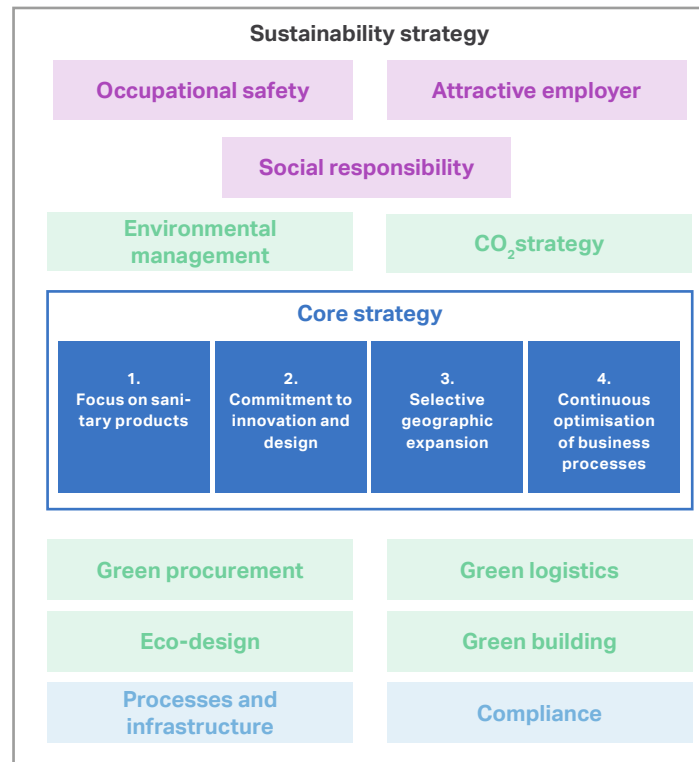 Sustainability strategy
Occupational safety
Attractive employer
Social responsibility
Environmental
management
CO₂strategy
Core strategy
1.
Focus on sani-
tary products
2.
Commitment to
innovation and
design
3.
Selective
geographic
expansion
4.
Continuous
optimisation
of business
processes
Green procurement
Green logistics
Eco-design
Green building
Processes and
infrastructure
Compliance